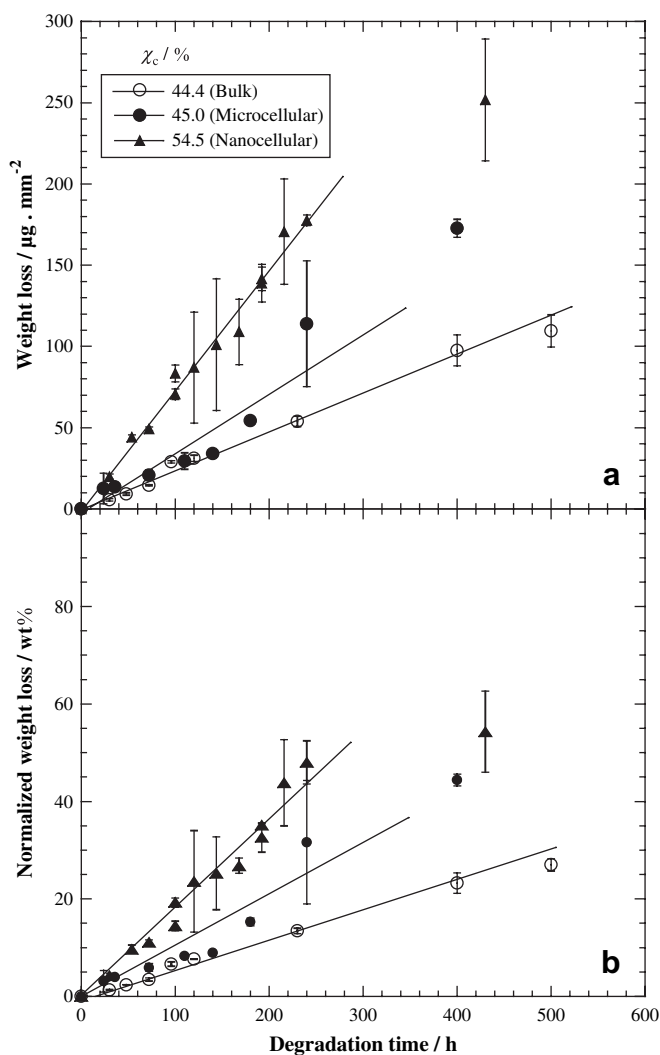 300
250
200
150
100
50
0
Weight loss / μg . mm⁻²
χc / %
44.4 (Bulk)
45.0 (Microcellular)
54.5 (Nanocellular)
a
80
60
40
20
0
Normalized weight loss / wt%
b
0 100 200 300 400 500 600
Degradation time / h